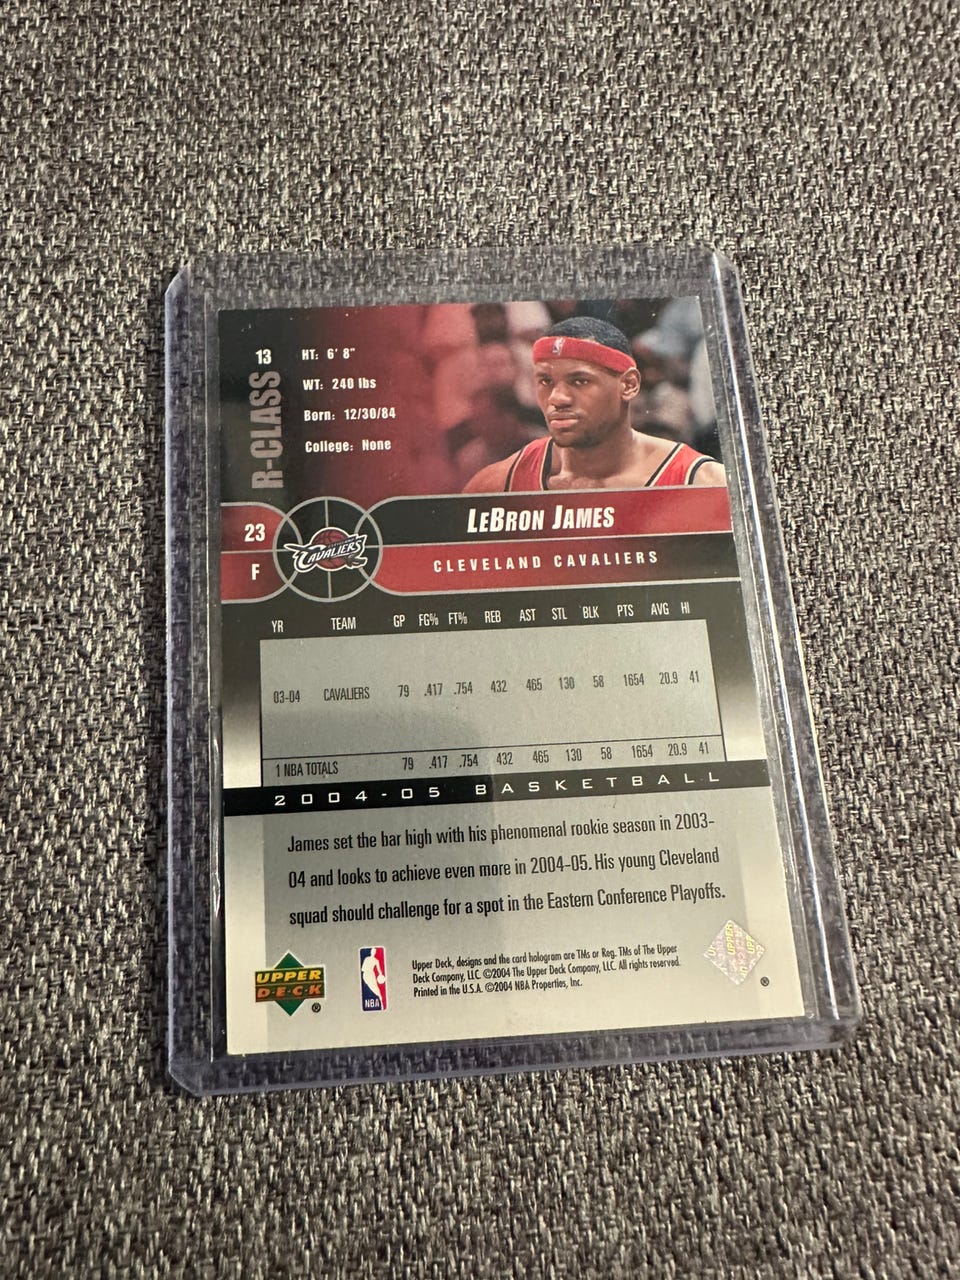 13
R-CLASS
HT: 6' 8"
WT: 240 lbs
Born: 12/30/84
College: None
23
F
CAVALIERS
LEBRON JAMES
CLEVELAND CAVALIERS
YR TEAM GP FG% FT% REB AST STL BLK PTS AVG HI
03-04 CAVALIERS 79 .417 .754 432 465 130 58 1654 20.9 41
1 NBA TOTALS 79 .417 .754 432 465 130 58 1654 20.9 41
2004-05 BASKETBALL
James set the bar high with his phenomenal rookie season in 2003-
04 and looks to achieve even more in 2004-05. His young Cleveland
squad should challenge for a spot in the Eastern Conference Playoffs.
UPPER
D·E·C·K
®
NBA
Upper Deck, designs and the card hologram are TMs or Reg. TMs of The Upper
Deck Company, LLC. ©2004 The Upper Deck Company, LLC. All rights reserved.
Printed in the U.S.A. ©2004 NBA Properties, Inc.
®